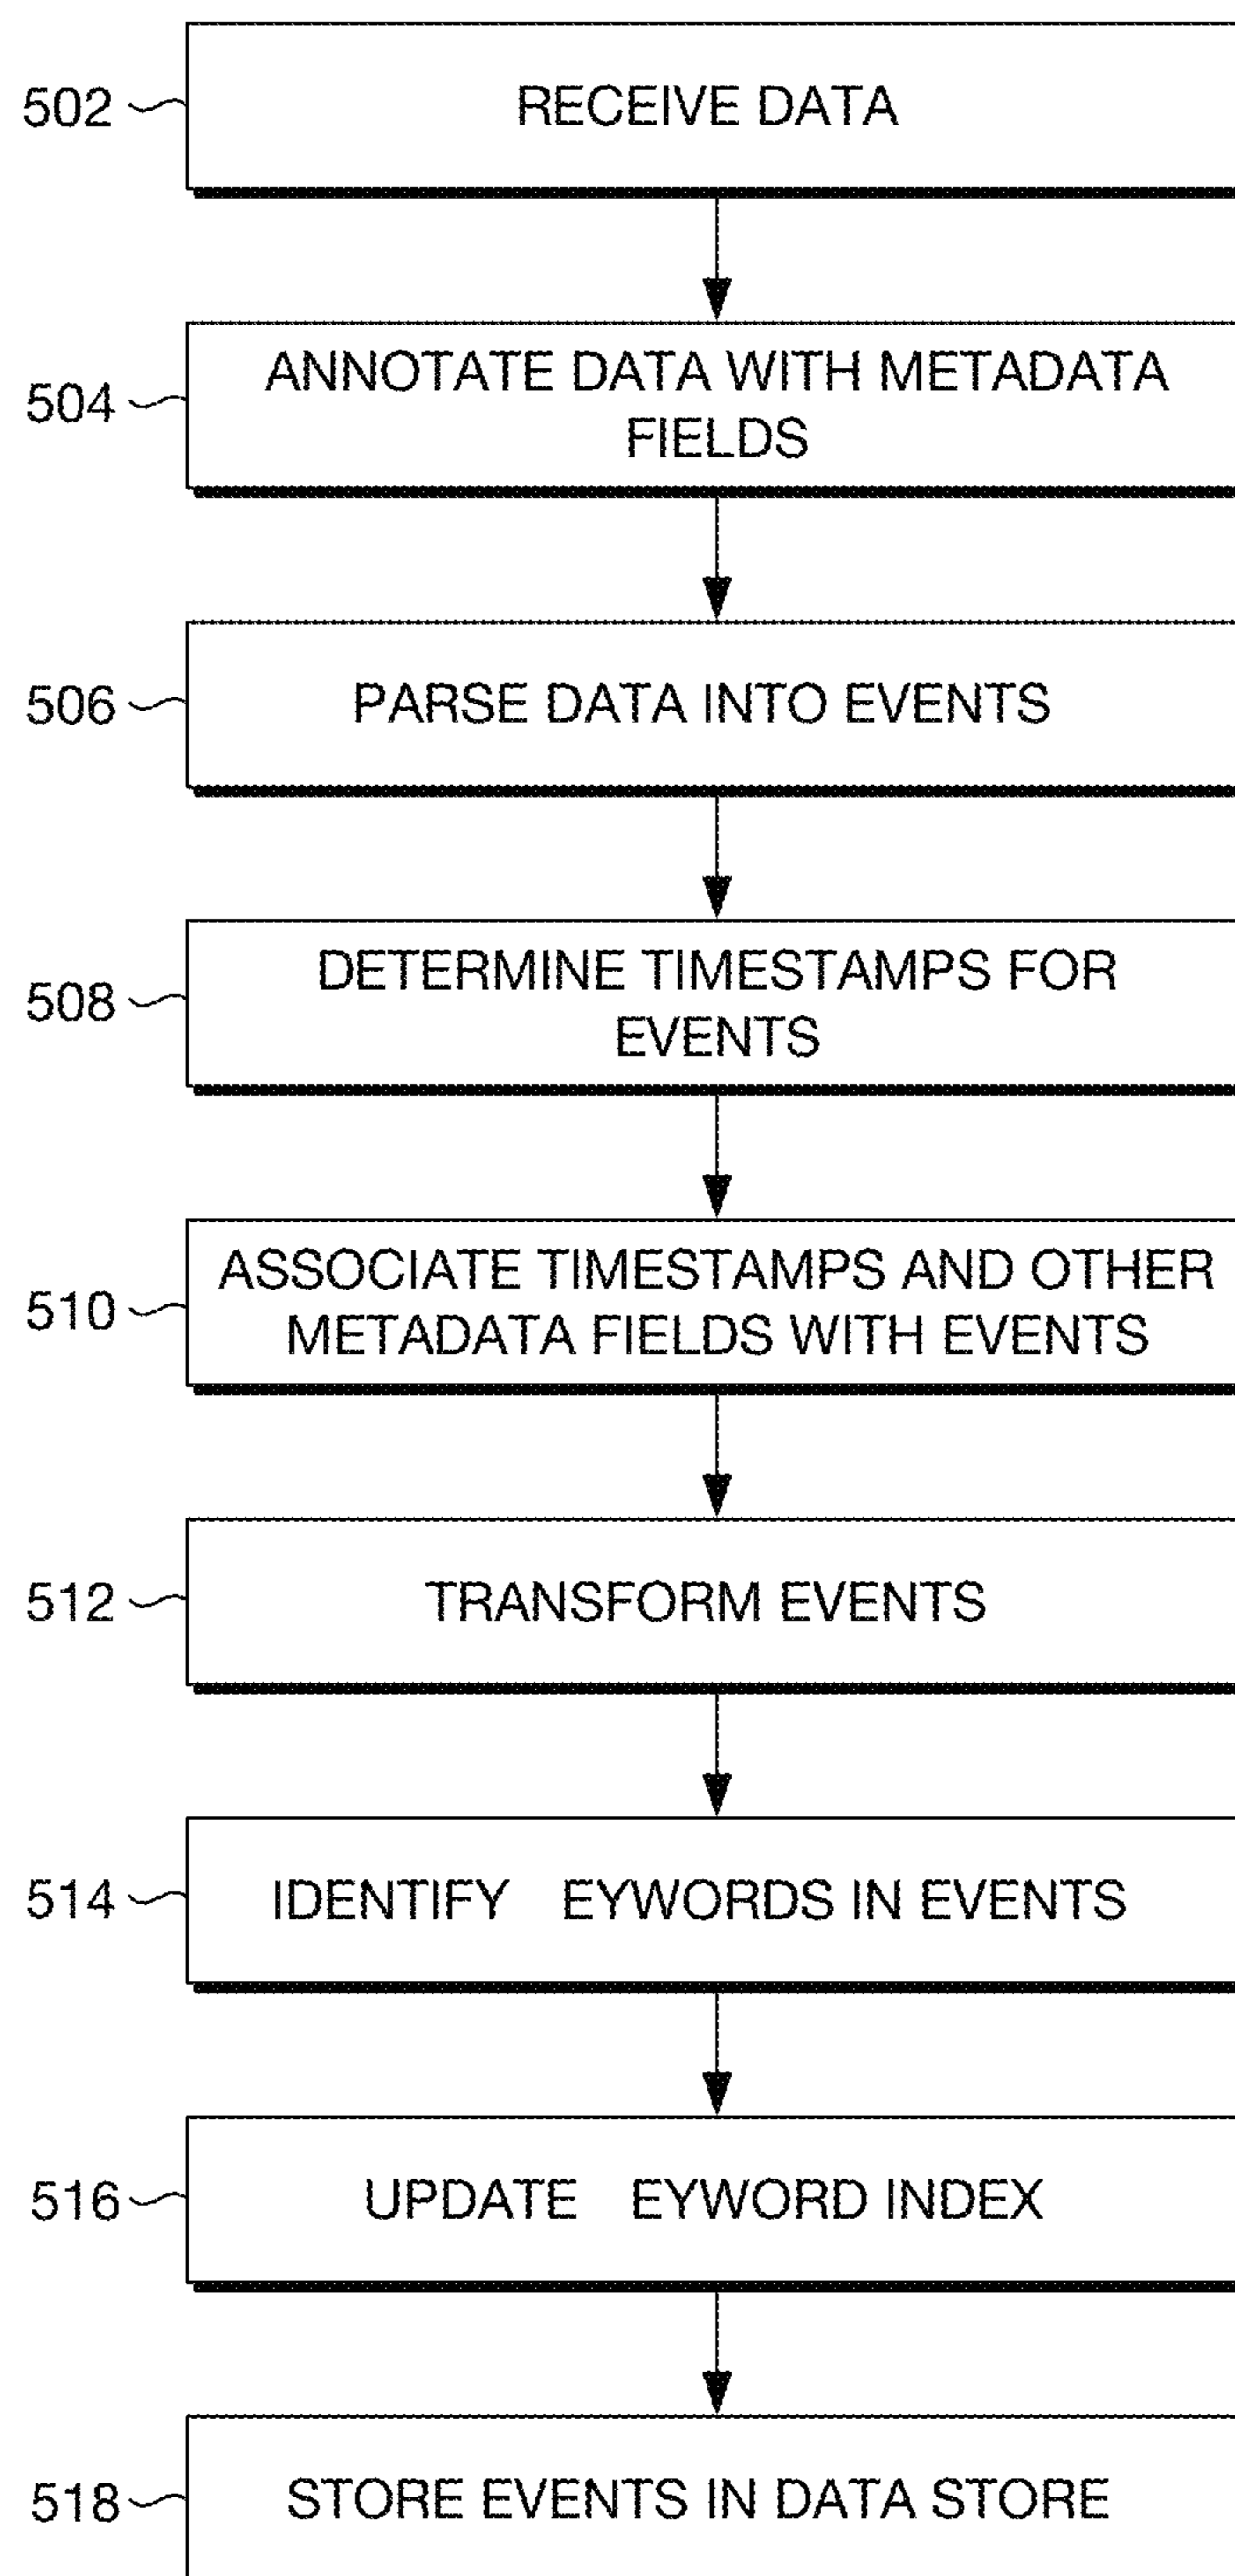 502 RECEIVE DATA
504 ANNOTATE DATA WITH METADATA
FIELDS
506 PARSE DATA INTO EVENTS
508 DETERMINE TIMESTAMPS FOR
EVENTS
510 ASSOCIATE TIMESTAMPS AND OTHER
METADATA FIELDS WITH EVENTS
512 TRANSFORM EVENTS
514 IDENTIFY EYWORDS IN EVENTS
516 UPDATE EYWORD INDEX
518 STORE EVENTS IN DATA STORE